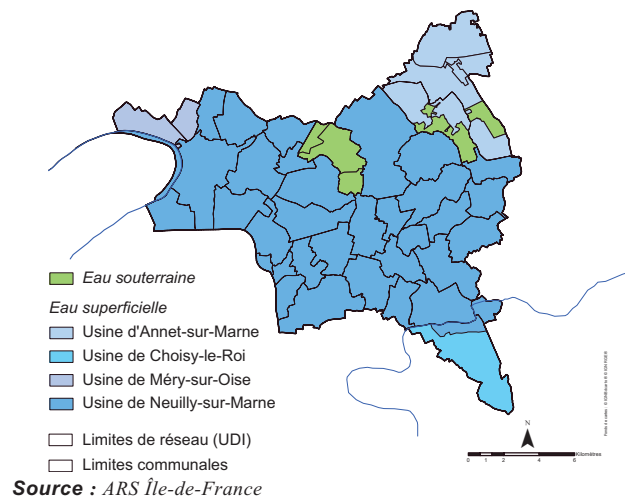 Eau souterraine
Eau superficielle
Usine d'Annet-sur-Marne
Usine de Choisy-le-Roi
Usine de Méry-sur-Oise
Usine de Neuilly-sur-Marne
Limites de réseau (UDI)
Limites communales
N
0 1 2 4 6 Kilomètres
Source : ARS Île-de-France